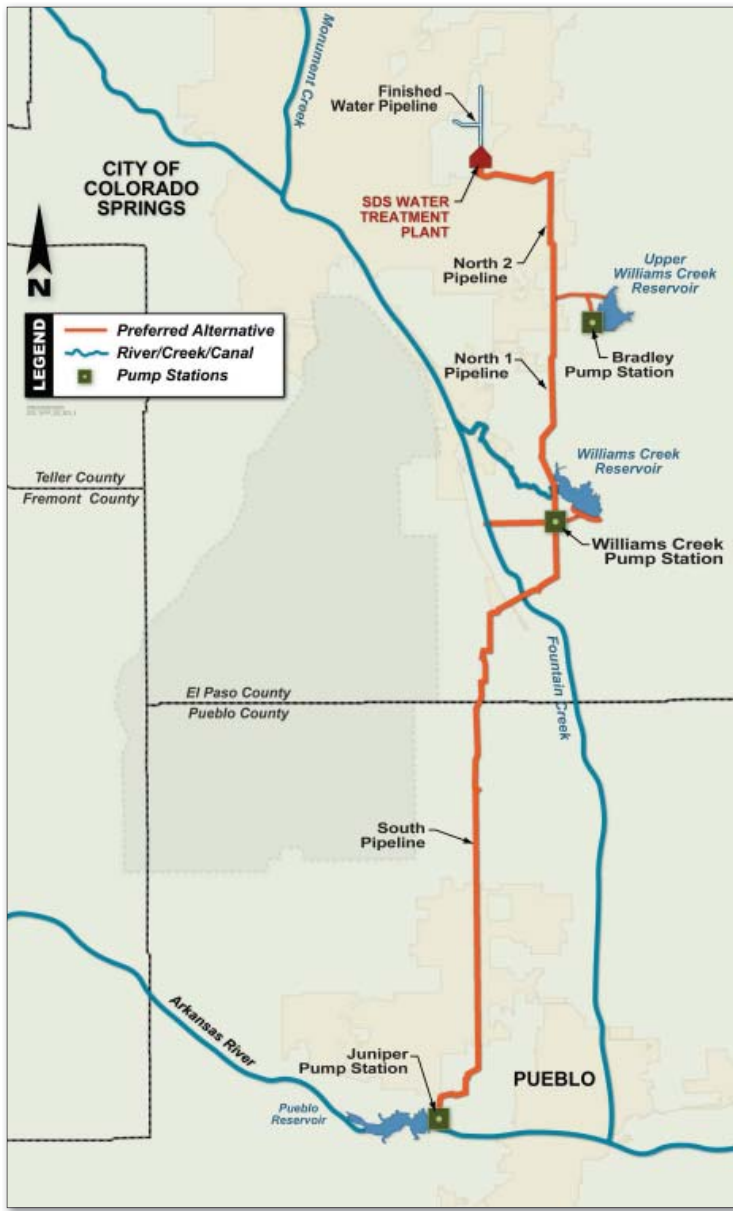 Monument Creek
Finished
Water Pipeline
CITY OF
COLORADO
SPRINGS
SDS WATER
TREATMENT
PLANT
N
North 2
Pipeline
Upper
Williams Creek
Reservoir
LEGEND
Preferred Alternative
River/Creek/Canal
Pump Stations
Bradley
Pump Station
North 1
Pipeline
Williams Creek
Reservoir
Teller County
Fremont County
Williams Creek
Pump Station
Fountain Creek
El Paso County
Pueblo County
South
Pipeline
Arkansas River
Juniper
Pump Station
PUEBLO
Pueblo
Reservoir